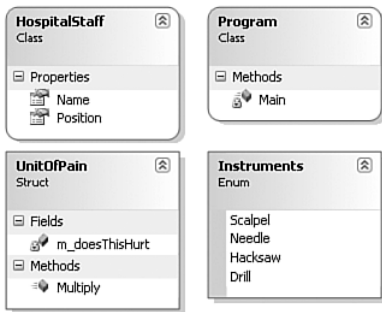 HospitalStaff
Class
Properties
Name
Position
Program
Class
Methods
Main
UnitOfPain
Struct
Fields
m_doesThisHurt
Methods
Multiply
Instruments
Enum
Scalpel
Needle
Hacksaw
Drill